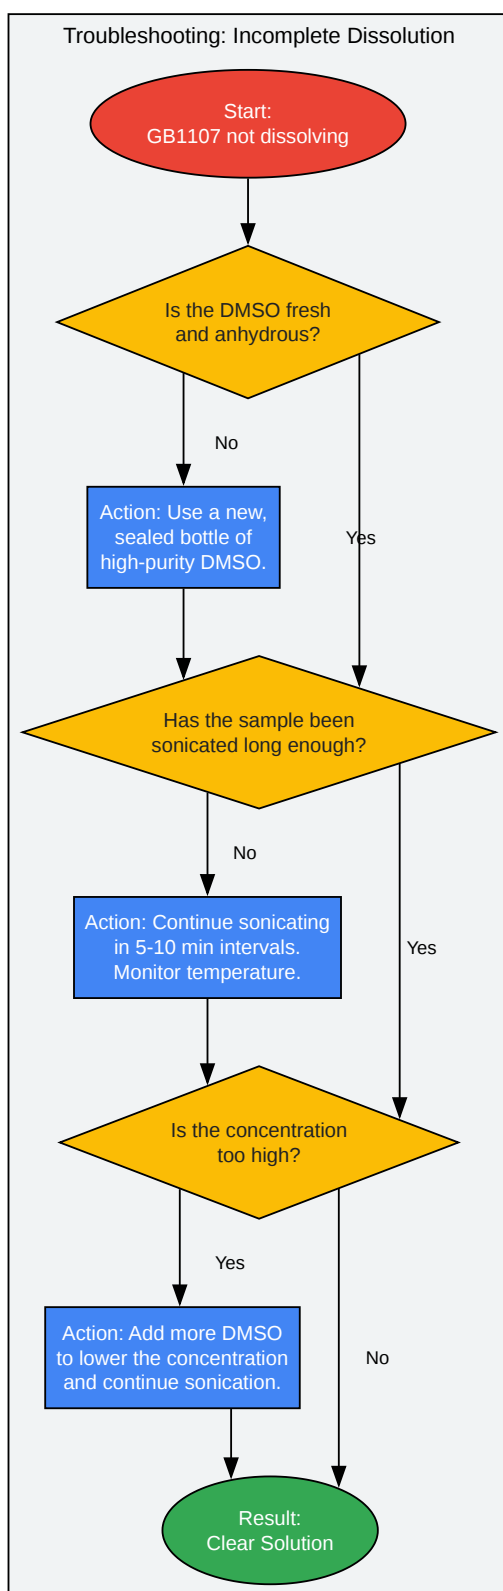 Troubleshooting: Incomplete Dissolution
Start:
GB1107 not dissolving
Is the DMSO fresh
and anhydrous?
No
Action: Use a new,
sealed bottle of
high-purity DMSO.
Yes
Has the sample been
sonicated long enough?
No
Action: Continue sonicating
in 5-10 min intervals.
Monitor temperature.
Yes
Is the concentration
too high?
Yes
Action: Add more DMSO
to lower the concentration
and continue sonication.
No
Result:
Clear Solution